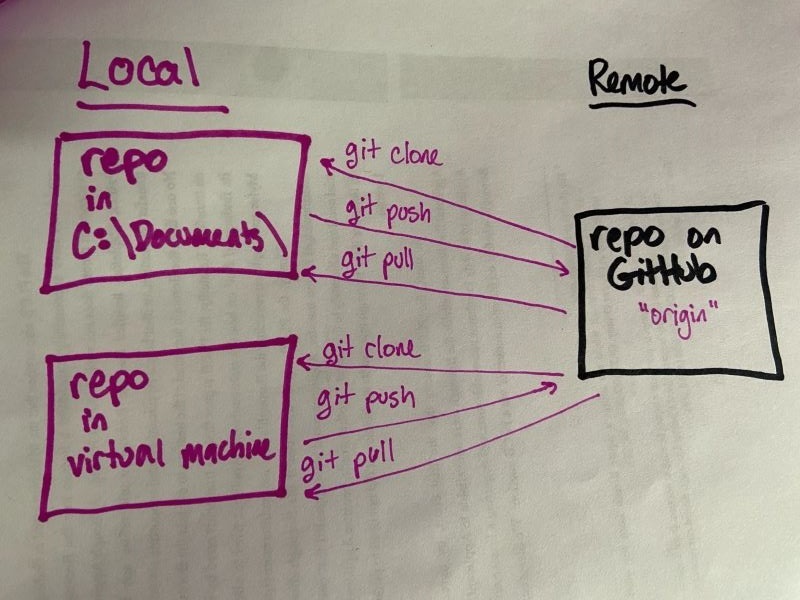 Local
Remote
repo
in
C:\Documents\
git clone
git push
git pull
repo on
GitHub
"origin"
repo
in
virtual machine
git clone
git push
git pull